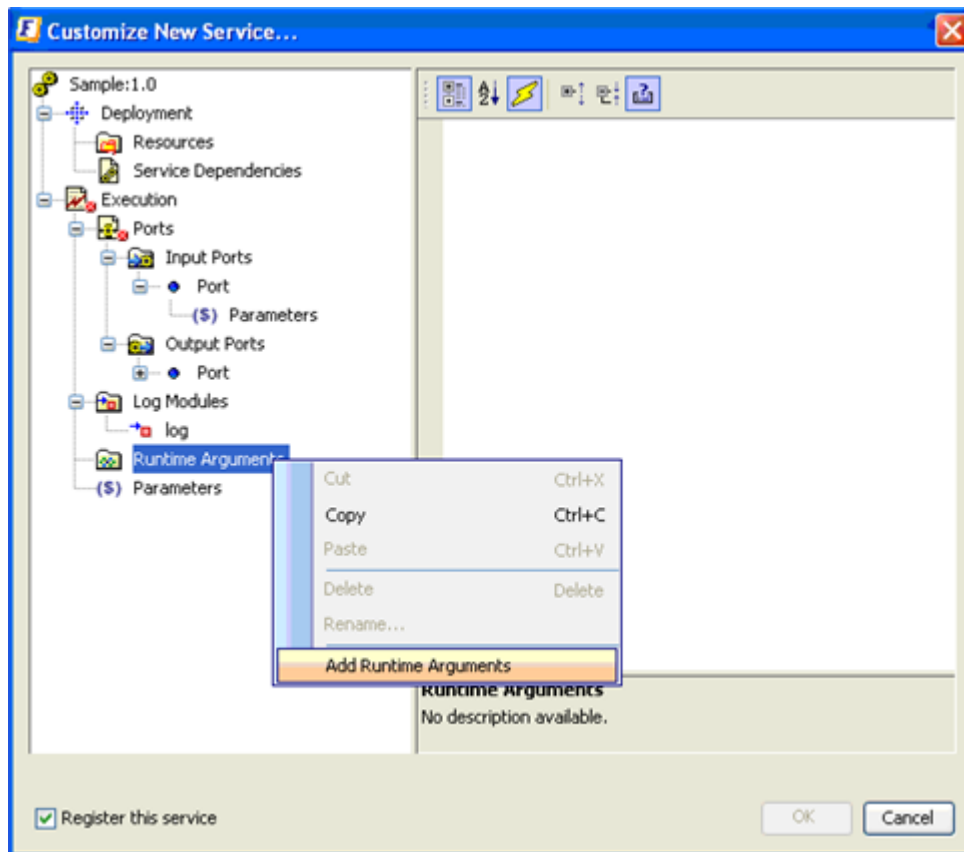 Customize New Service...
Sample:1.0
Deployment
Resources
Service Dependencies
Execution
Ports
Input Ports
Port
($) Parameters
Output Ports
Port
Log Modules
log
Runtime Arguments
($) Parameters
Cut Ctrl+X
Copy Ctrl+C
Paste Ctrl+V
Delete Delete
Rename...
Add Runtime Arguments
Runtime Arguments
No description available.
Register this service
OK
Cancel